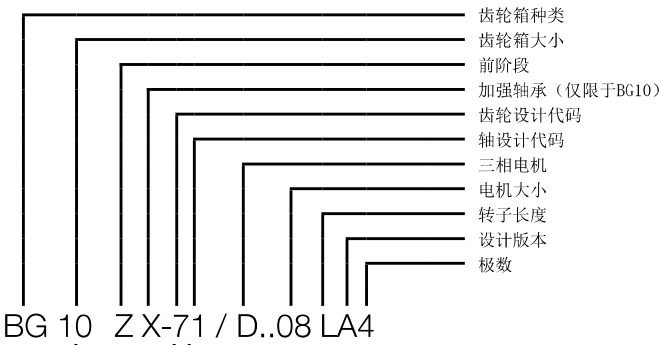 齿轮箱种类
齿轮箱大小
前阶段
加强轴承（仅限于BG10）
齿轮设计代码
轴设计代码
三相电机
电机大小
转子长度
设计版本
极数
BG 10 Z X-71 / D..08 LA4